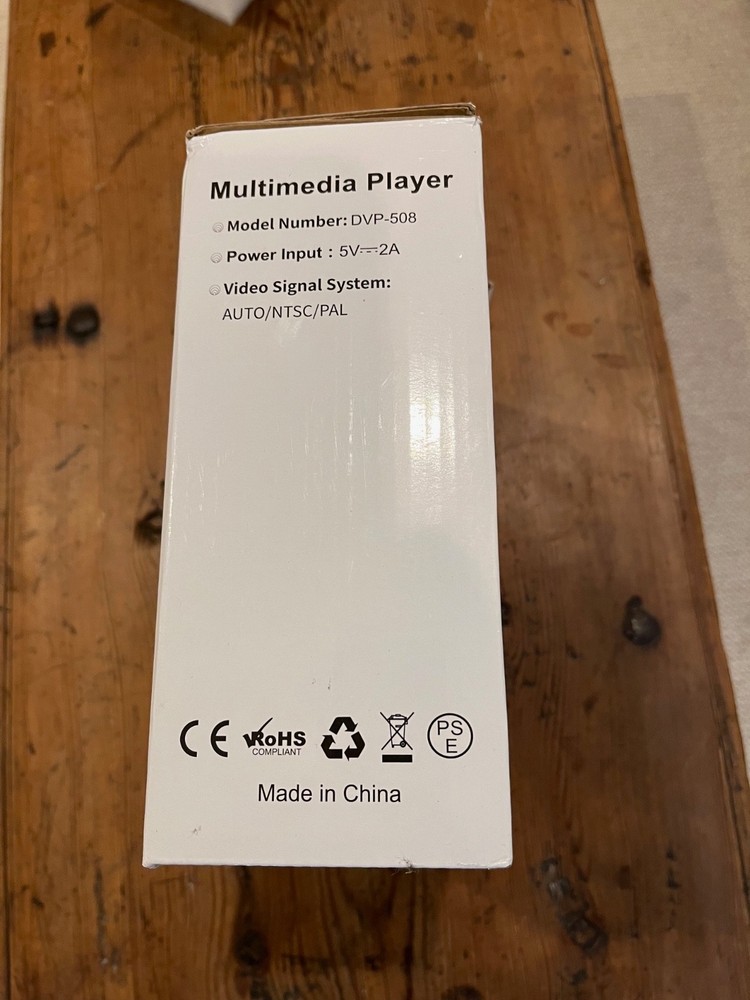 Multimedia Player
Model Number: DVP-508
Power Input : 5V⎓2A
Video Signal System:
AUTO/NTSC/PAL
CE RoHS PS
COMPLIANT E
Made in China